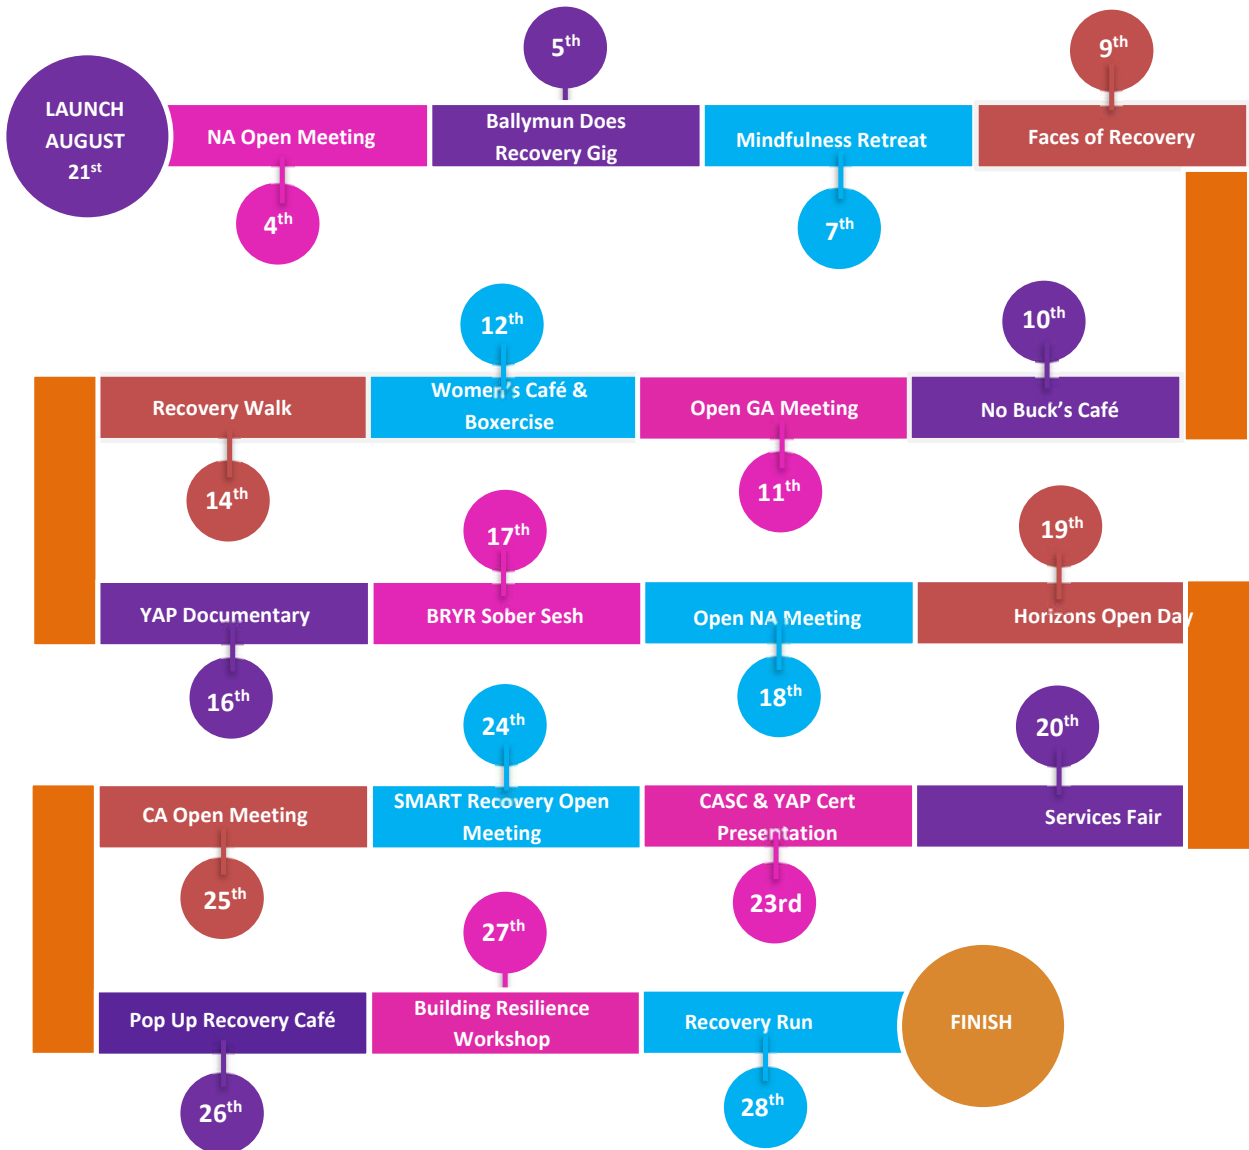 LAUNCH
AUGUST
21st
NA Open Meeting
4th
5th
Ballymun Does
Recovery Gig
Mindfulness Retreat
7th
9th
Faces of Recovery
10th
No Buck's Café
Open GA Meeting
11th
12th
Women's Café &
Boxercise
Recovery Walk
14th
YAP Documentary
16th
17th
BRYR Sober Sesh
Open NA Meeting
18th
19th
Horizons Open Day
20th
Services Fair
CASC & YAP Cert
Presentation
23rd
24th
SMART Recovery Open
Meeting
CA Open Meeting
25th
Pop Up Recovery Café
26th
27th
Building Resilience
Workshop
Recovery Run
28th
FINISH